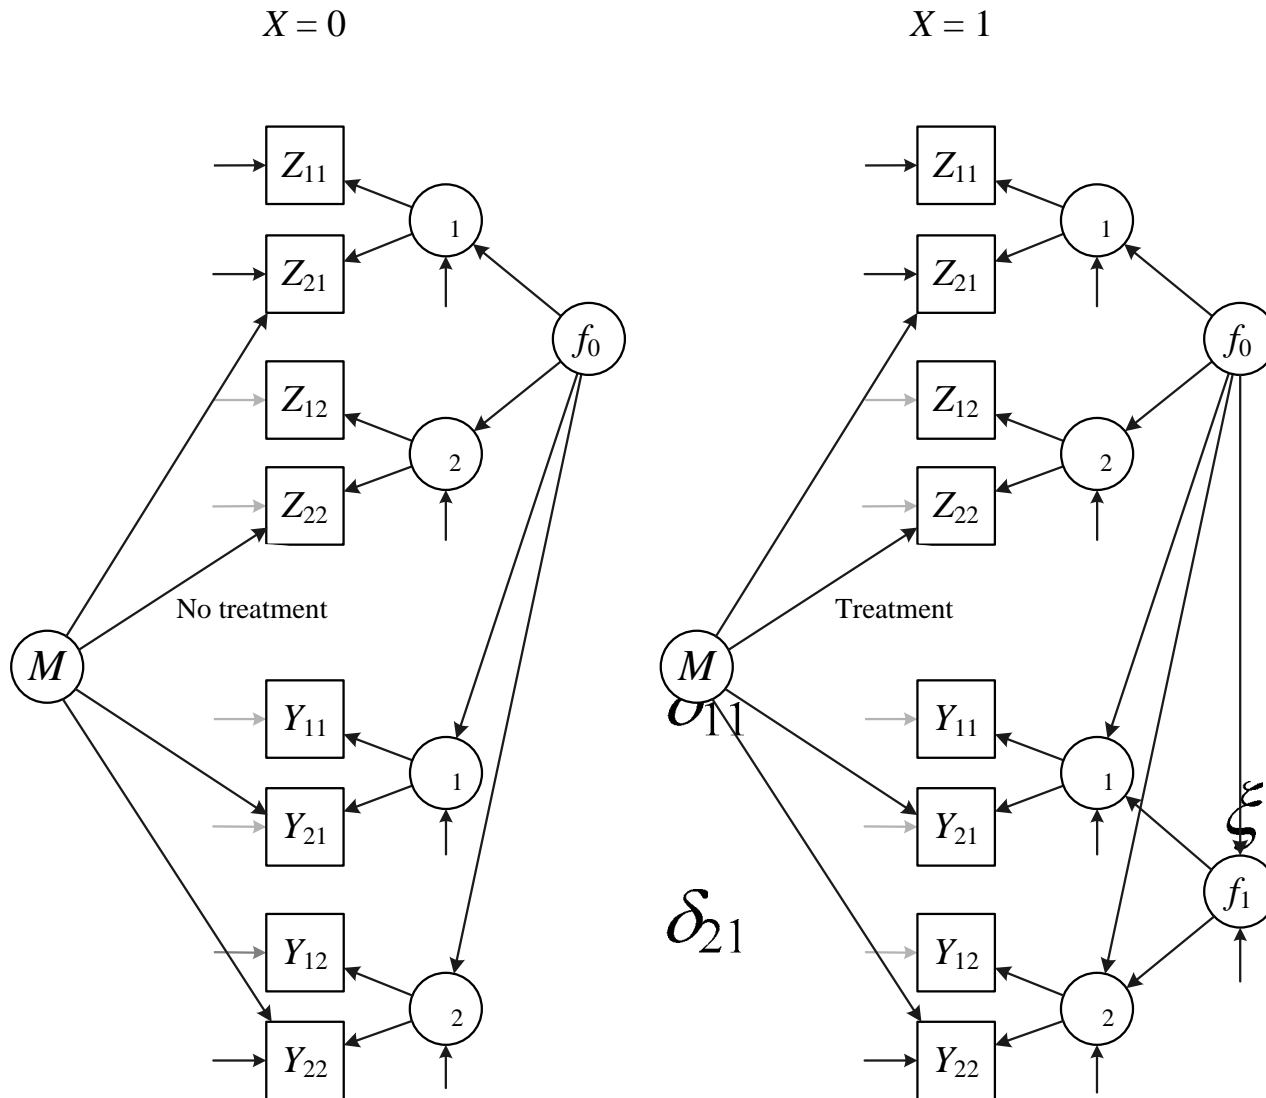 X = 0
X = 1
Z11
Z11
1
1
Z21
Z21
f0
f0
Z12
Z12
2
2
Z22
Z22
No treatment
Treatment
M
M
δ11
Y11
Y11
1
1
Y21
Y21
ξ
f1
δ21
Y12
Y12
2
2
Y22
Y22